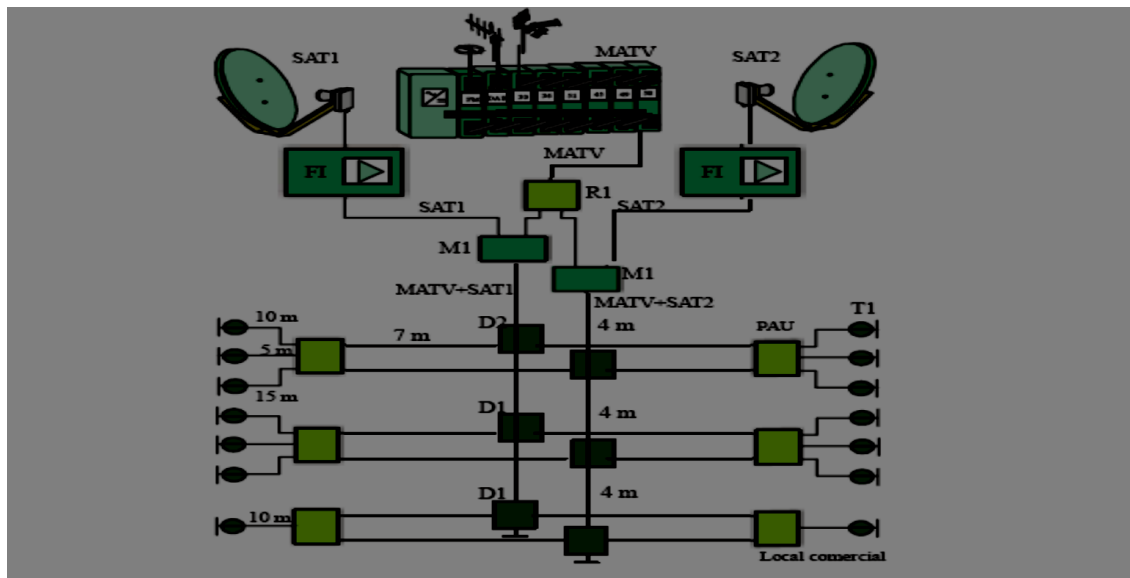 SAT1
MATV
SAT2
MATV
FI
FI
R1
SAT1
SAT2
M1
M1
MATV+SAT1
MATV+SAT2
10 m
D2
4 m
PAU
T1
7 m
5 m
15 m
D1
4 m
D1
4 m
10 m
Local comercial